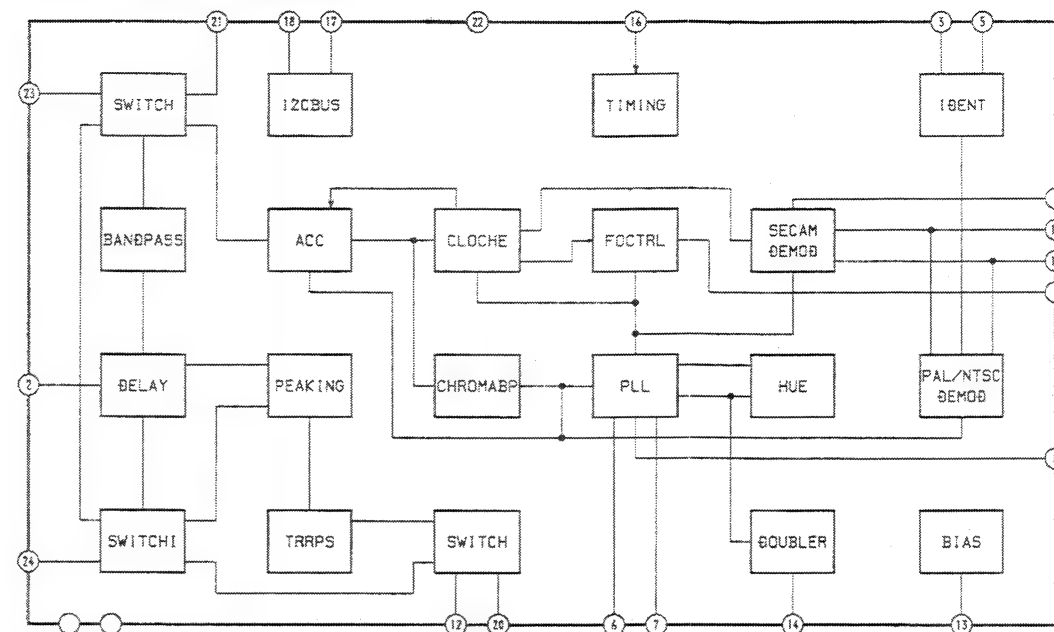 21 18 17 22 16 3 5
23
SWITCH I2CBUS TIMING IDENT
BANDPASS ACC CLOCHE FOCTRL SECAM
DEMOD
2
DELAY PEAKING CHROMABP PLL HUE PAL/NTSC
DEMOD
SWITCHI TRAPS SWITCH DOUBLER BIAS
24
12 20 6 7 14 13